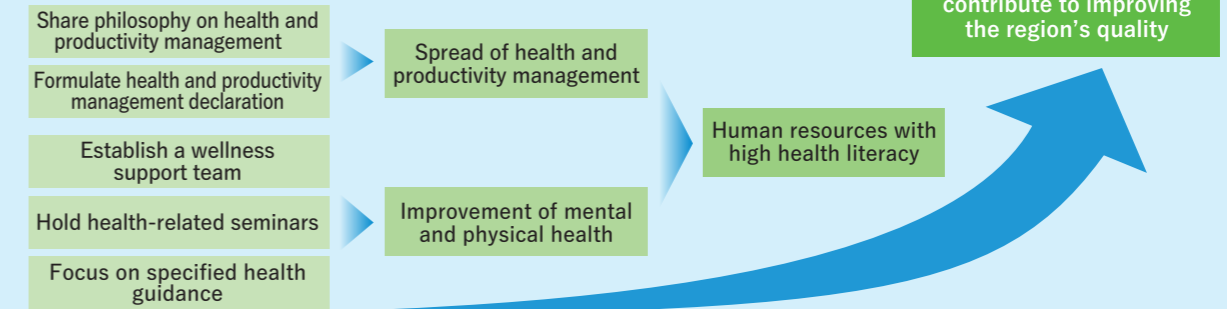 contribute to improving
the region's quality
Share philosophy on health and
productivity management
Formulate health and productivity
management declaration
Spread of health and
productivity management
Establish a wellness
support team
Hold health-related seminars
Focus on specified health
guidance
Improvement of mental
and physical health
Human resources with
high health literacy